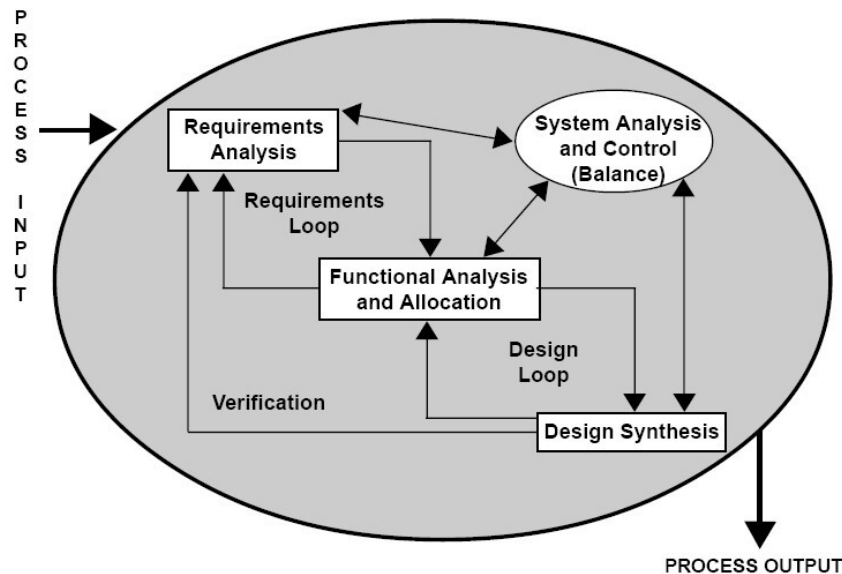 PROCESS INPUT
Requirements
Analysis
System Analysis
and Control
(Balance)
Requirements
Loop
Functional Analysis
and Allocation
Design
Loop
Verification
Design Synthesis
PROCESS OUTPUT